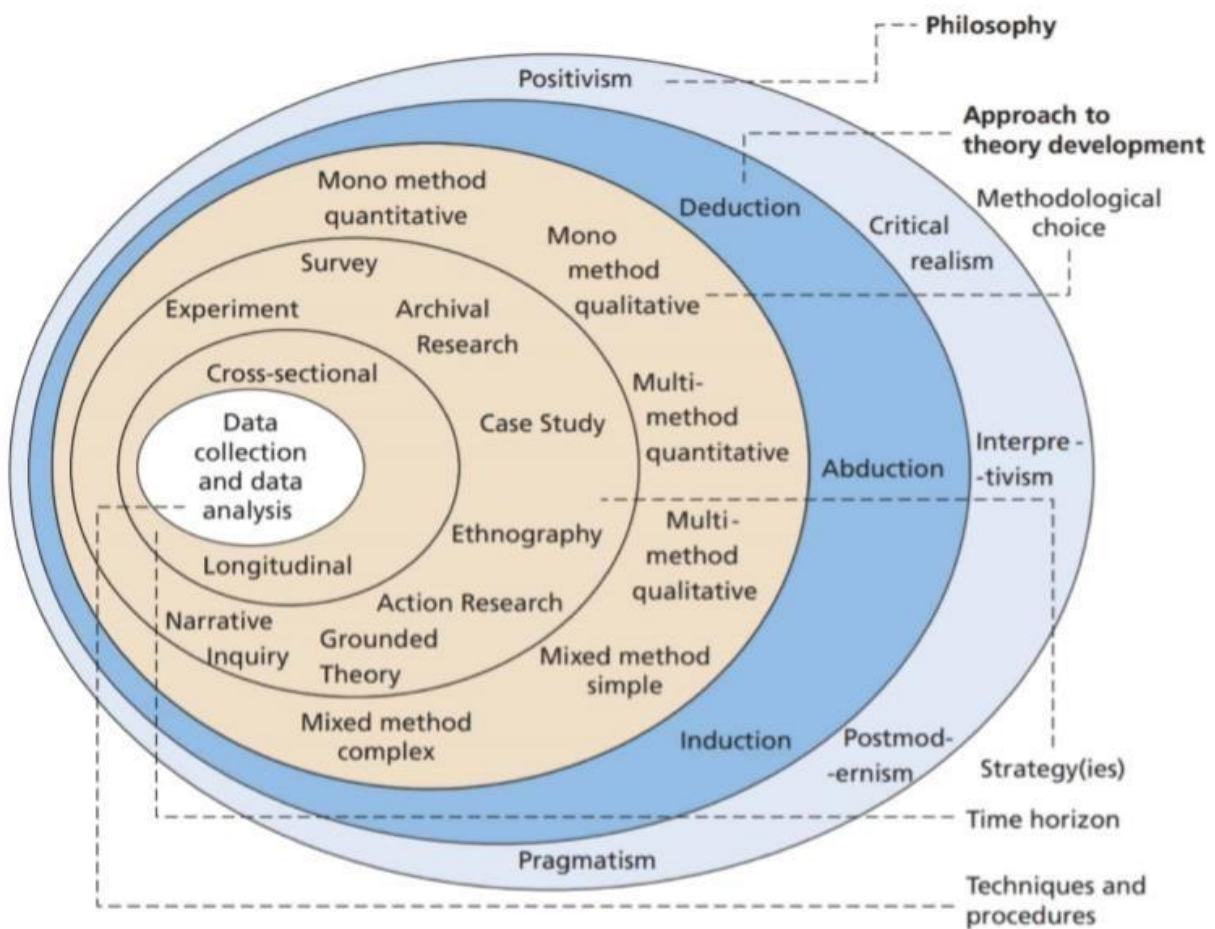 Philosophy
Positivism
Approach to
theory development
Mono method
quantitative
Deduction
Methodological
choice
Critical
realism
Mono
method
qualitative
Survey
Experiment
Archival
Research
Cross-sectional
Multi-
method
quantitative
Case Study
Data
collection
and data
analysis
Abduction
Interpre -
-tivism
Multi-
method
qualitative
Ethnography
Longitudinal
Action Research
Narrative
Inquiry
Grounded
Theory
Mixed method
simple
Mixed method
complex
Induction
Postmod-
-ernism
Strategy(ies)
Time horizon
Pragmatism
Techniques and
procedures